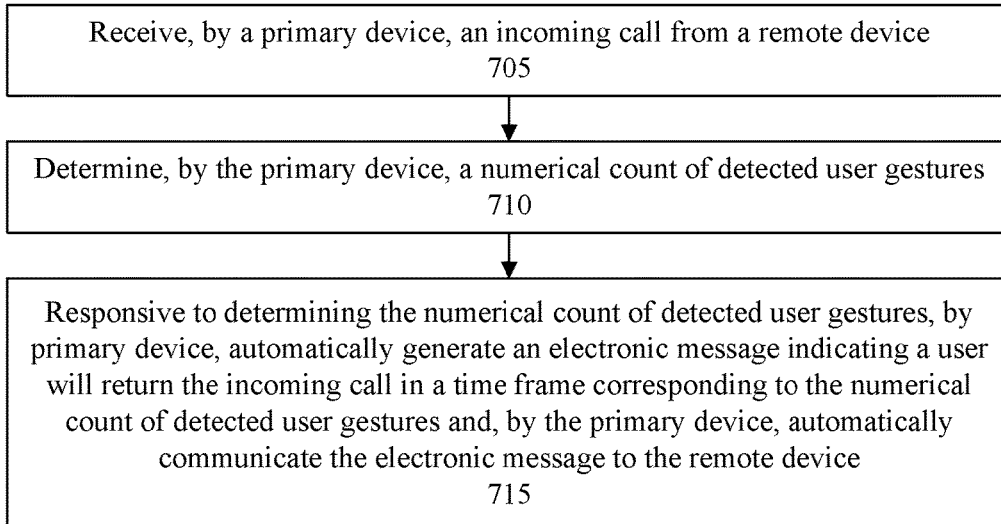 Receive, by a primary device, an incoming call from a remote device
705
Determine, by the primary device, a numerical count of detected user gestures
710
Responsive to determining the numerical count of detected user gestures, by
primary device, automatically generate an electronic message indicating a user
will return the incoming call in a time frame corresponding to the numerical
count of detected user gestures and, by the primary device, automatically
communicate the electronic message to the remote device
715